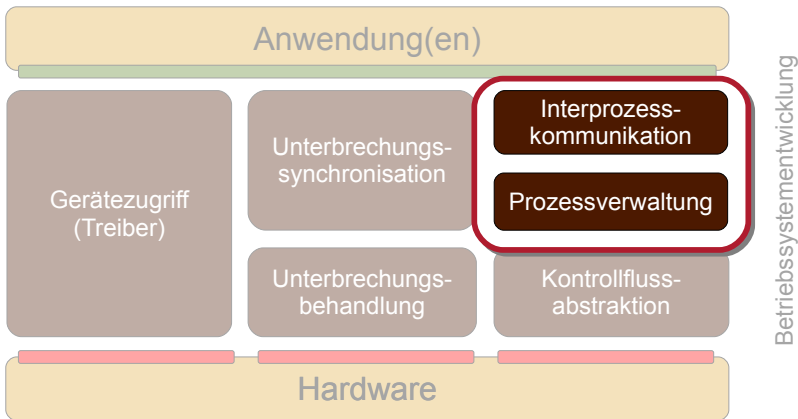 Anwendung(en)
Gerätezugriff
(Treiber)
Unterbrechungs-
synchronisation
Unterbrechungs-
behandlung
Interprozess-
kommunikation
Prozessverwaltung
Kontrollfluss-
abstraktion
Hardware
Betriebssystementwicklung